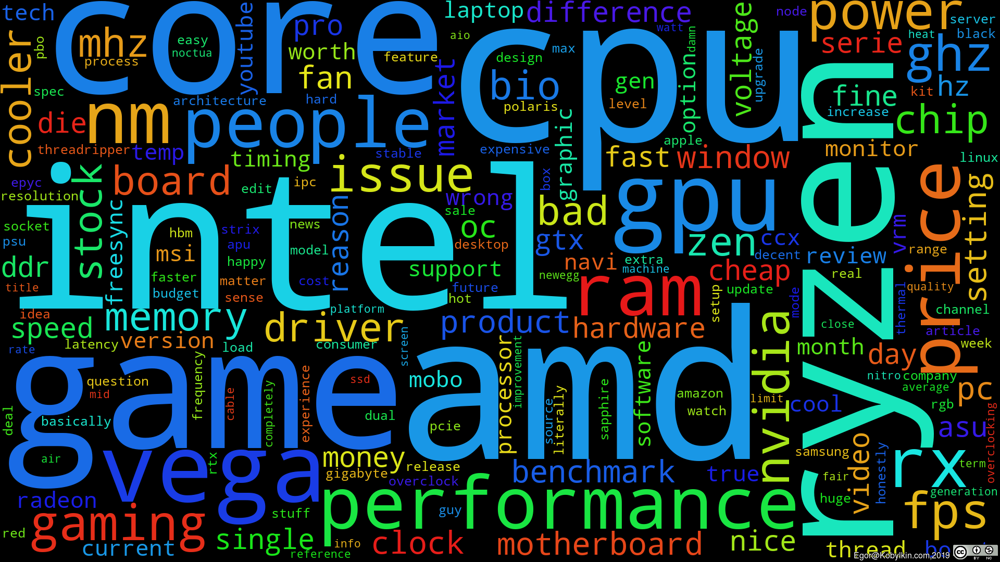 tech
core
laptop
difference
node
power
server
black
heat
watt
aio
damn
voltage
youtube
pro
easy
noctua
mhz
process
pbo
cooler
worth
feature
fan
market
cpu
max
design
bio
polaris
gen
level
option
upgrade
serie
ghz
hz
kit
fine
increase
chip
spec
architecture
hard
die
nm
people
threadripper
temp
timing
stable
expensive
graphic
apple
fast
window
monitor
linux
ryzen
epyc
resolution
stock
board
edit
ipc
issue
box
wrong
bad
gpu
price
setting
intel
freesync
reason
sale
oc
desktop
gtx
zen
ccx
decent
review
vrm
range
socket
psu
ddr
title
hbm
msi
faster
budget
strix
apu
happy
matter
sense
news
model
cost
support
future
hot
newegg
navi
extra
machine
ram
cheap
update
setup
mode
real
quality
thermal
channel
idea
speed
memory
platform
driver
product
hardware
nvidia
close
article
week
rate
latency
version
load
consumer
screen
processor
improvement
software
month
day
nitro
company
average
game
amd
question
mid
frequency
cable
completely
experience
ssd
dual
mobo
pcie
source
literally
sapphire
amazon
watch
limit
cool
rgb
pc
deal
basically
asu
overclocking
air
vega
rtx
money
release
gigabyte
overclock
benchmark
true
samsung
video
honestly
rx
term
fair
huge
generation
radeon
gaming
stuff
performance
guy
fps
red
current
single
info
reference
clock
motherboard
nice
thread
Egor@Kobylkin.com,2019
cc
BY NC